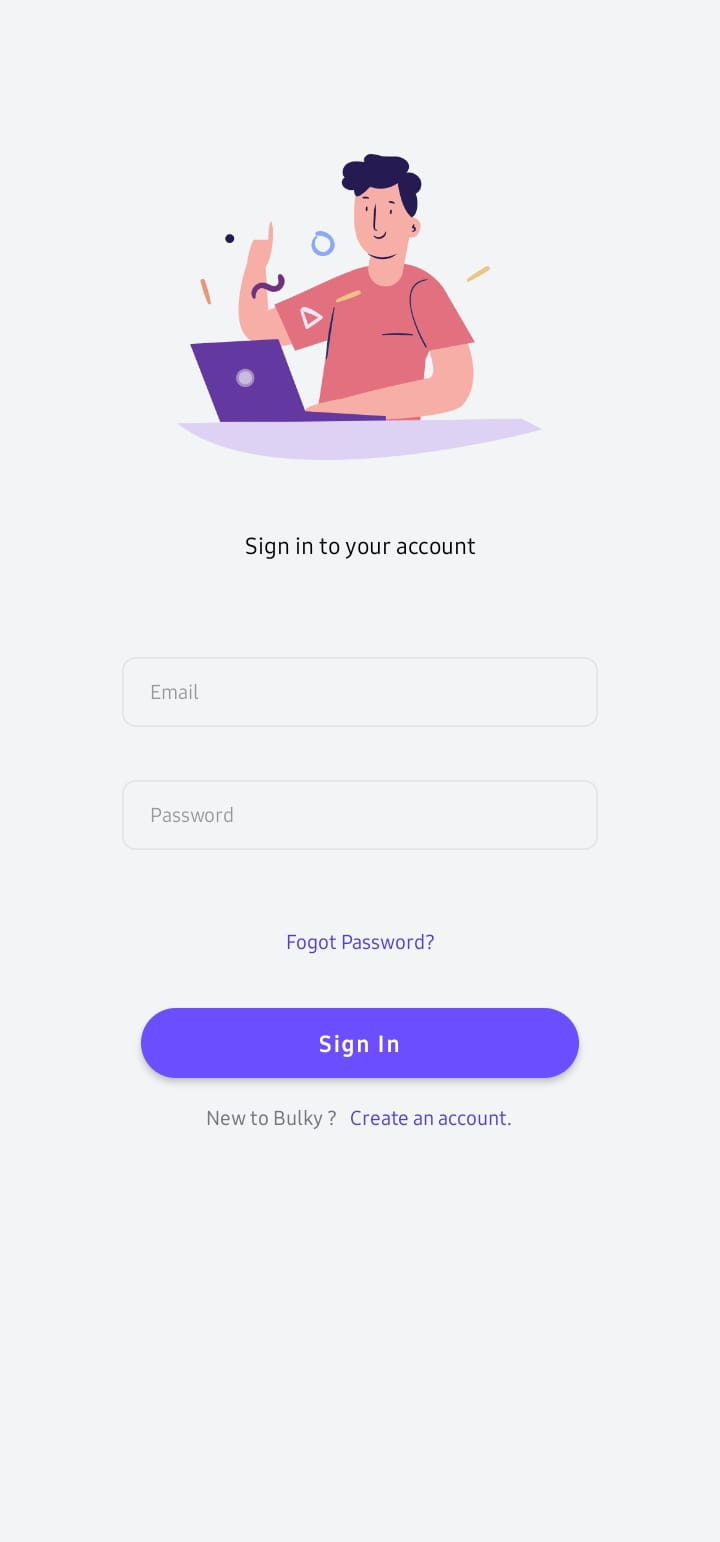 Sign in to your account
Email
Password
Fogot Password?
Sign In
New to Bulky ? Create an account.